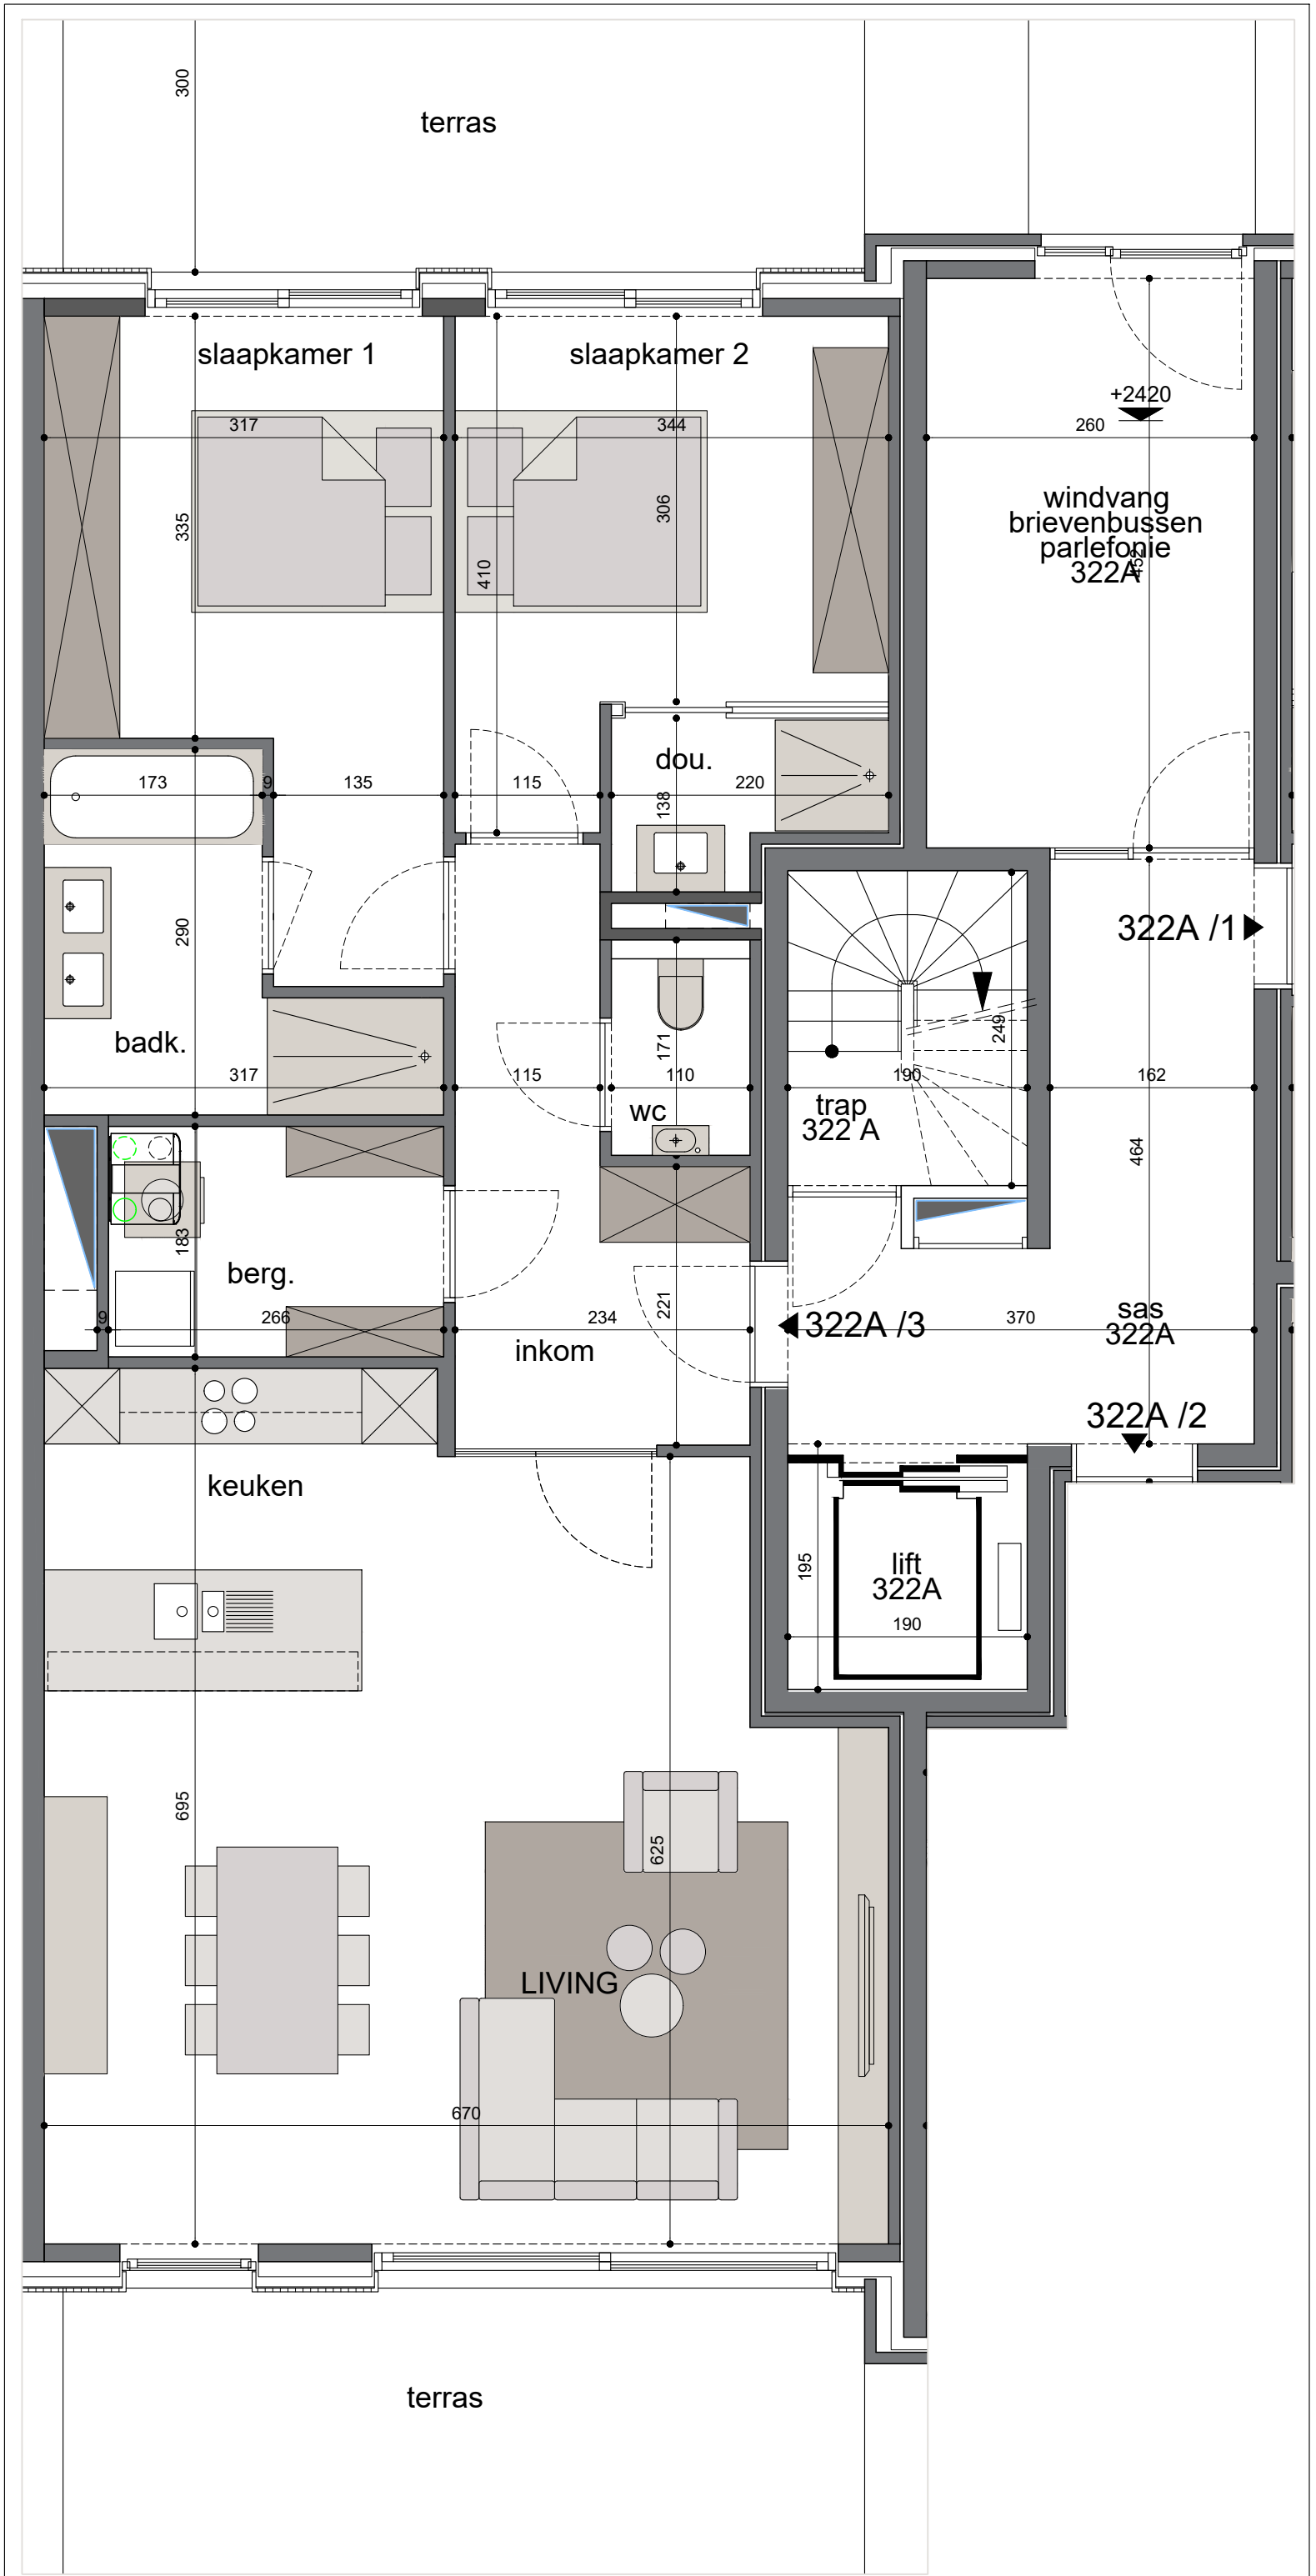 300
terras
slaapkamer 1
slaapkamer 2
+2420
317
344
260
335
306
410
windvang
brievenbussen
parlefonie
452
322A
dou.
173
9
135
115
138
220
290
322A /1
badk.
171
249
317
115
110
190
162
wc
trap
322 A
464
183
berg.
221
sas
322A
9
266
234
322A /3
370
inkom
322A /2
keuken
195
lift
322A
190
695
625
LIVING
670
terras